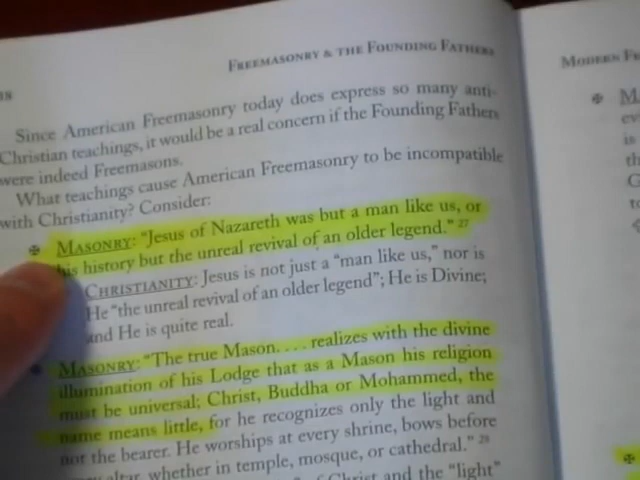 FREEMASONRY & THE FOUNDING FATHERS
Since American Freemasonry today does express so many anti-
Christian teachings, it would be a real concern if the Founding Fathers
were indeed Freemasons.
What teachings cause American Freemasonry to be incompatible
with Christianity? Consider:
MASONRY: "Jesus of Nazareth was but a man like us, or
his history but the unreal revival of an older legend." 27
CHRISTIANITY: Jesus is not just a "man like us," nor is
He "the unreal revival of an older legend"; He is Divine;
and He is quite real.
MASONRY: "The true Mason. . . . realizes with the divine
illumination of his Lodge that as a Mason his religion
must be universal; Christ, Buddha or Mohammed, the
name means little, for he recognizes only the light and
not the bearer. He worships at every shrine, bows before
altar, whether in temple, mosque, or cathedral." 28
of Christ and the "light"
MODERN
is